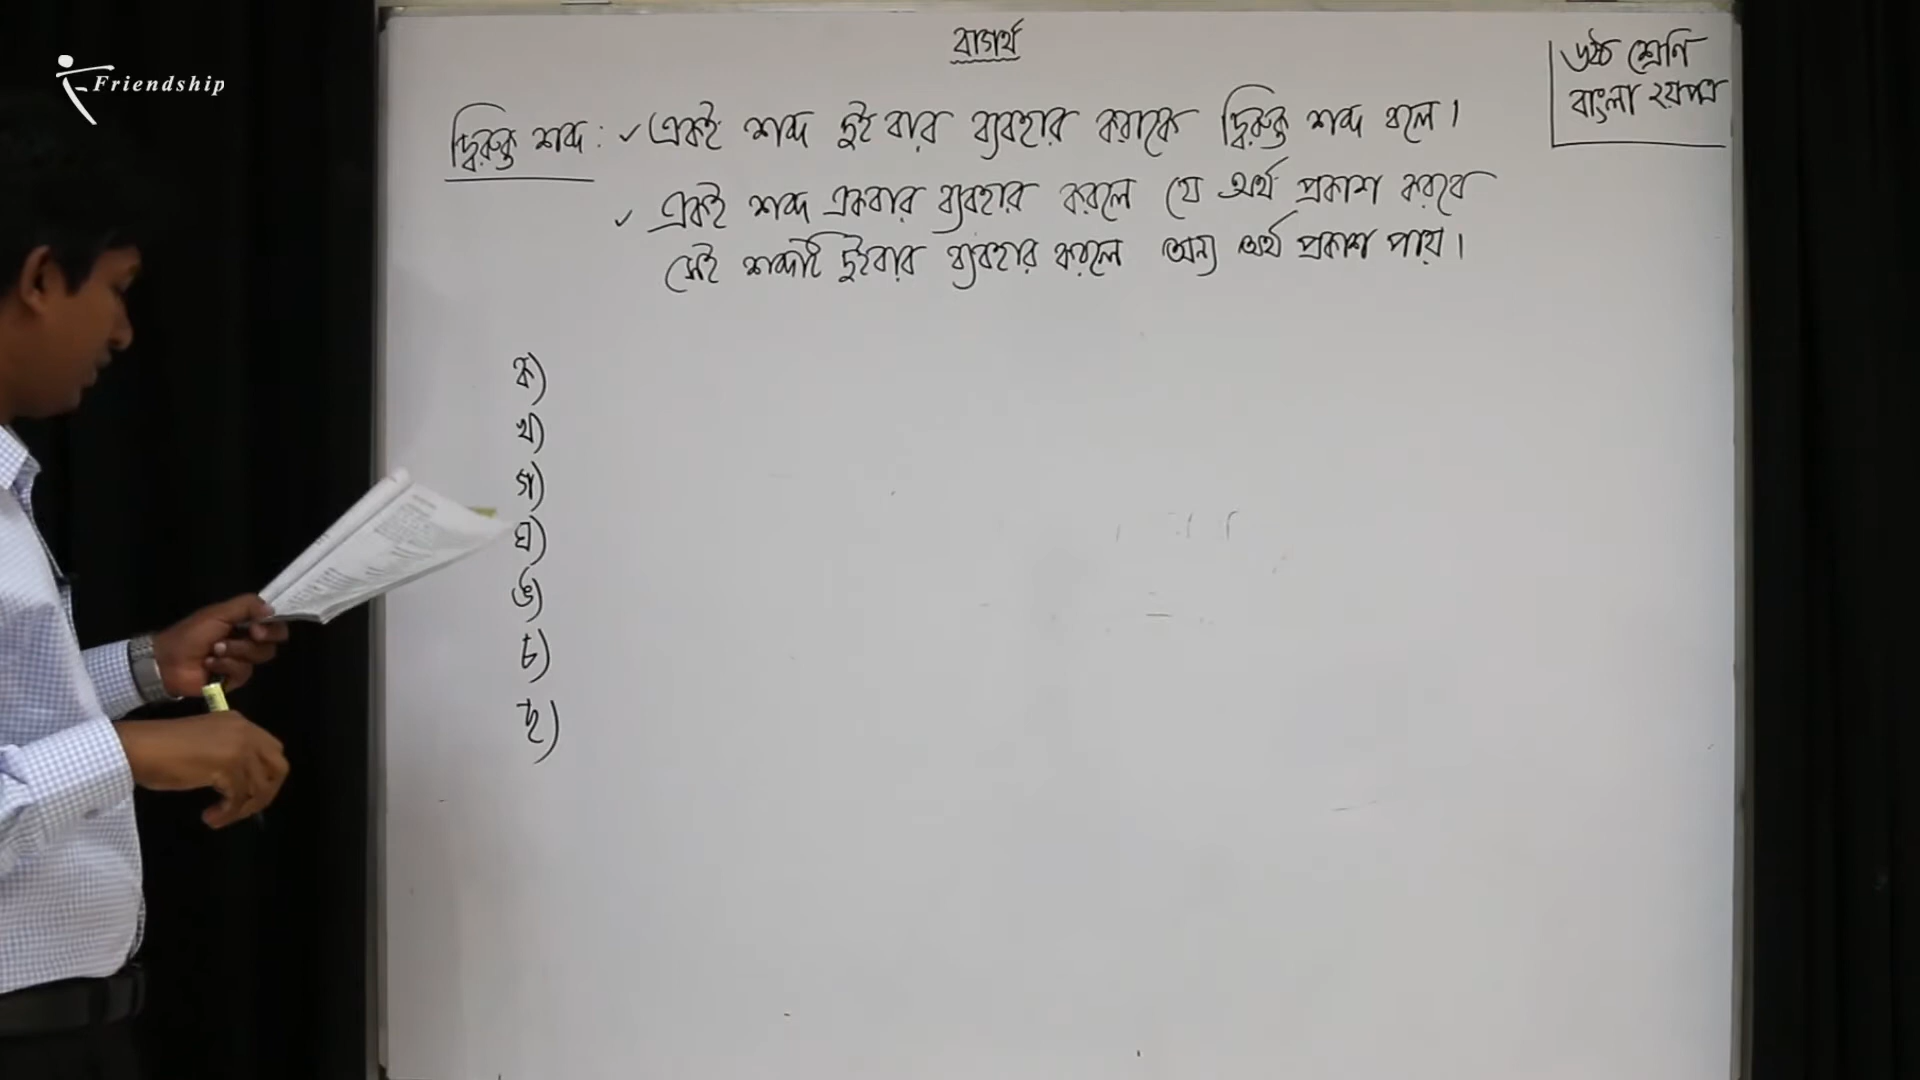 Friendship
বাগর্থ
৬ষ্ঠ শ্রেণি
বাংলা ২য়পত্র
দ্বিরুক্ত শব্দ : ✓ একই শব্দ দুইবার ব্যবহার করাকে দ্বিরুক্ত শব্দ বলে।
✓ একই শব্দ একবার ব্যবহার করলে যে অর্থ প্রকাশ করবে
সেই শব্দটি দুইবার ব্যবহার করলে অন্য অর্থ প্রকাশ পায়।
ক)
খ)
গ)
ঘ)
ঙ)
চ)
ছ)